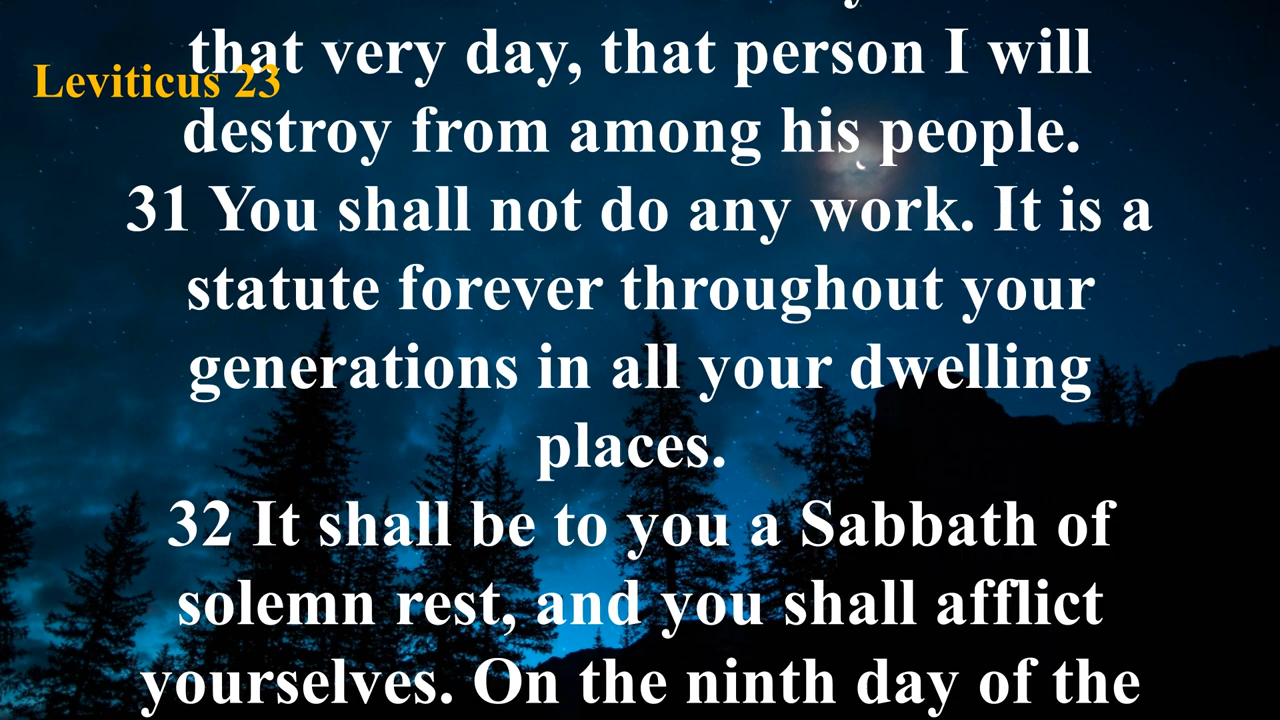 Leviticus 23
that very day, that person I will
destroy from among his people.
31 You shall not do any work. It is a
statute forever throughout your
generations in all your dwelling
places.
32 It shall be to you a Sabbath of
solemn rest, and you shall afflict
yourselves. On the ninth day of the